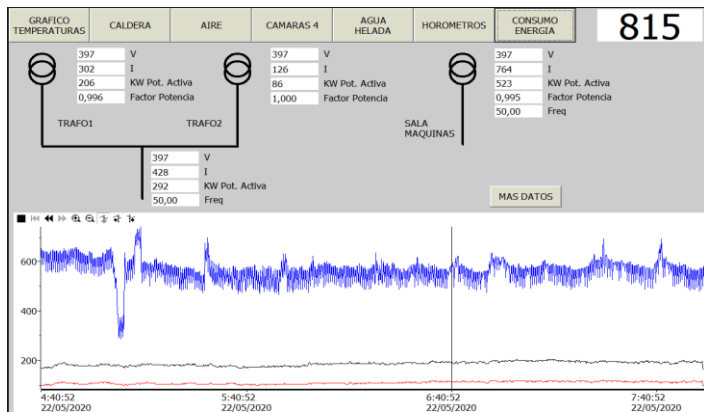 GRAFICO TEMPERATURAS
CALDERA
AIRE
CAMARAS 4
AGUA HELADA
HOROMETROS
CONSUMO ENERGIA
815
397 V
302 I
206 KW Pot. Activa
0,996 Factor Potencia
TRAFO1
397 V
126 I
86 KW Pot. Activa
1,000 Factor Potencia
TRAFO2
397 V
764 I
523 KW Pot. Activa
0,995 Factor Potencia
50,00 Freq
SALA MAQUINAS
397 V
428 I
292 KW Pot. Activa
50,00 Freq
MAS DATOS
600
400
200
4:40:52
22/05/2020
5:40:52
22/05/2020
6:40:52
22/05/2020
7:40:52
22/05/2020